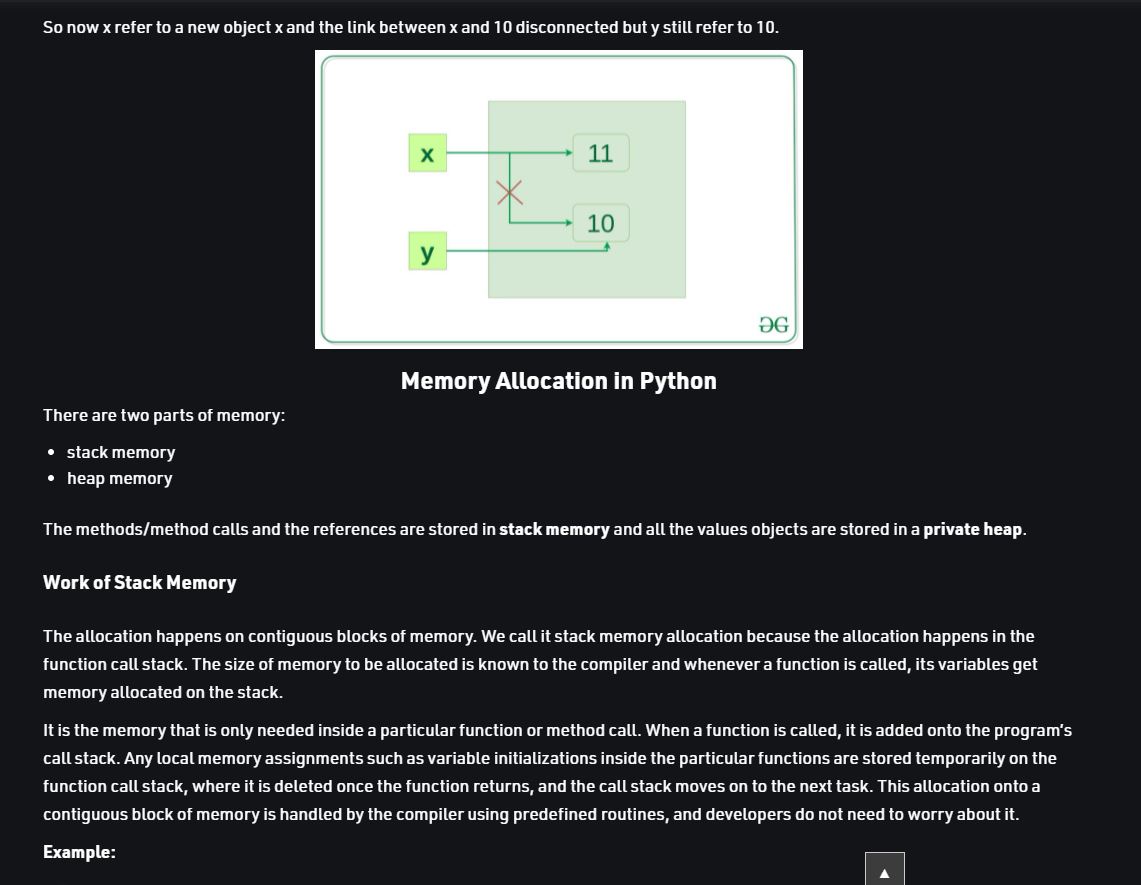 So now x refer to a new object x and the link between x and 10 disconnected but y still refer to 10.
x
11
10
y
GG
Memory Allocation in Python
There are two parts of memory:
• stack memory
• heap memory
The methods/method calls and the references are stored in stack memory and all the values objects are stored in a private heap.
Work of Stack Memory
The allocation happens on contiguous blocks of memory. We call it stack memory allocation because the allocation happens in the
function call stack. The size of memory to be allocated is known to the compiler and whenever a function is called, its variables get
memory allocated on the stack.
It is the memory that is only needed inside a particular function or method call. When a function is called, it is added onto the program's
call stack. Any local memory assignments such as variable initializations inside the particular functions are stored temporarily on the
function call stack, where it is deleted once the function returns, and the call stack moves on to the next task. This allocation onto a
contiguous block of memory is handled by the compiler using predefined routines, and developers do not need to worry about it.
Example: